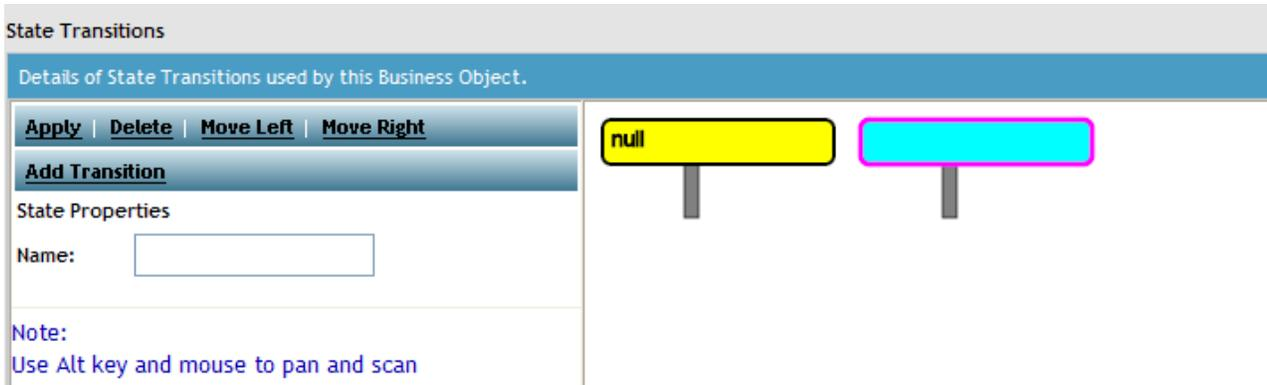 State Transitions
Details of State Transitions used by this Business Object.
Apply | Delete | Move Left | Move Right
Add Transition
State Properties
Name:
Note:
Use Alt key and mouse to pan and scan
null